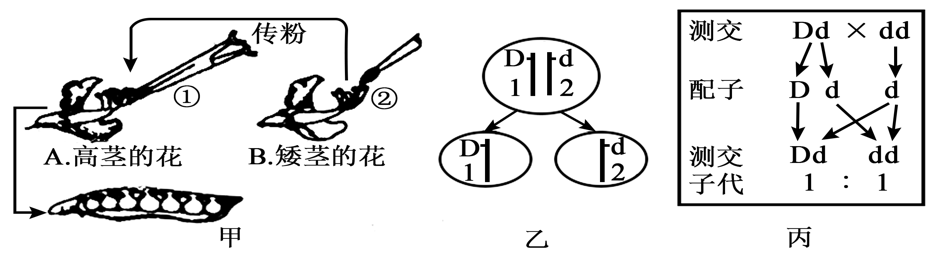 传粉
①
②
A.高茎的花 B.矮茎的花
甲
D d
1 2
D d
1 2
乙
测交 Dd × dd
配子 D d d
测交 Dd dd
子代 1 : 1
丙